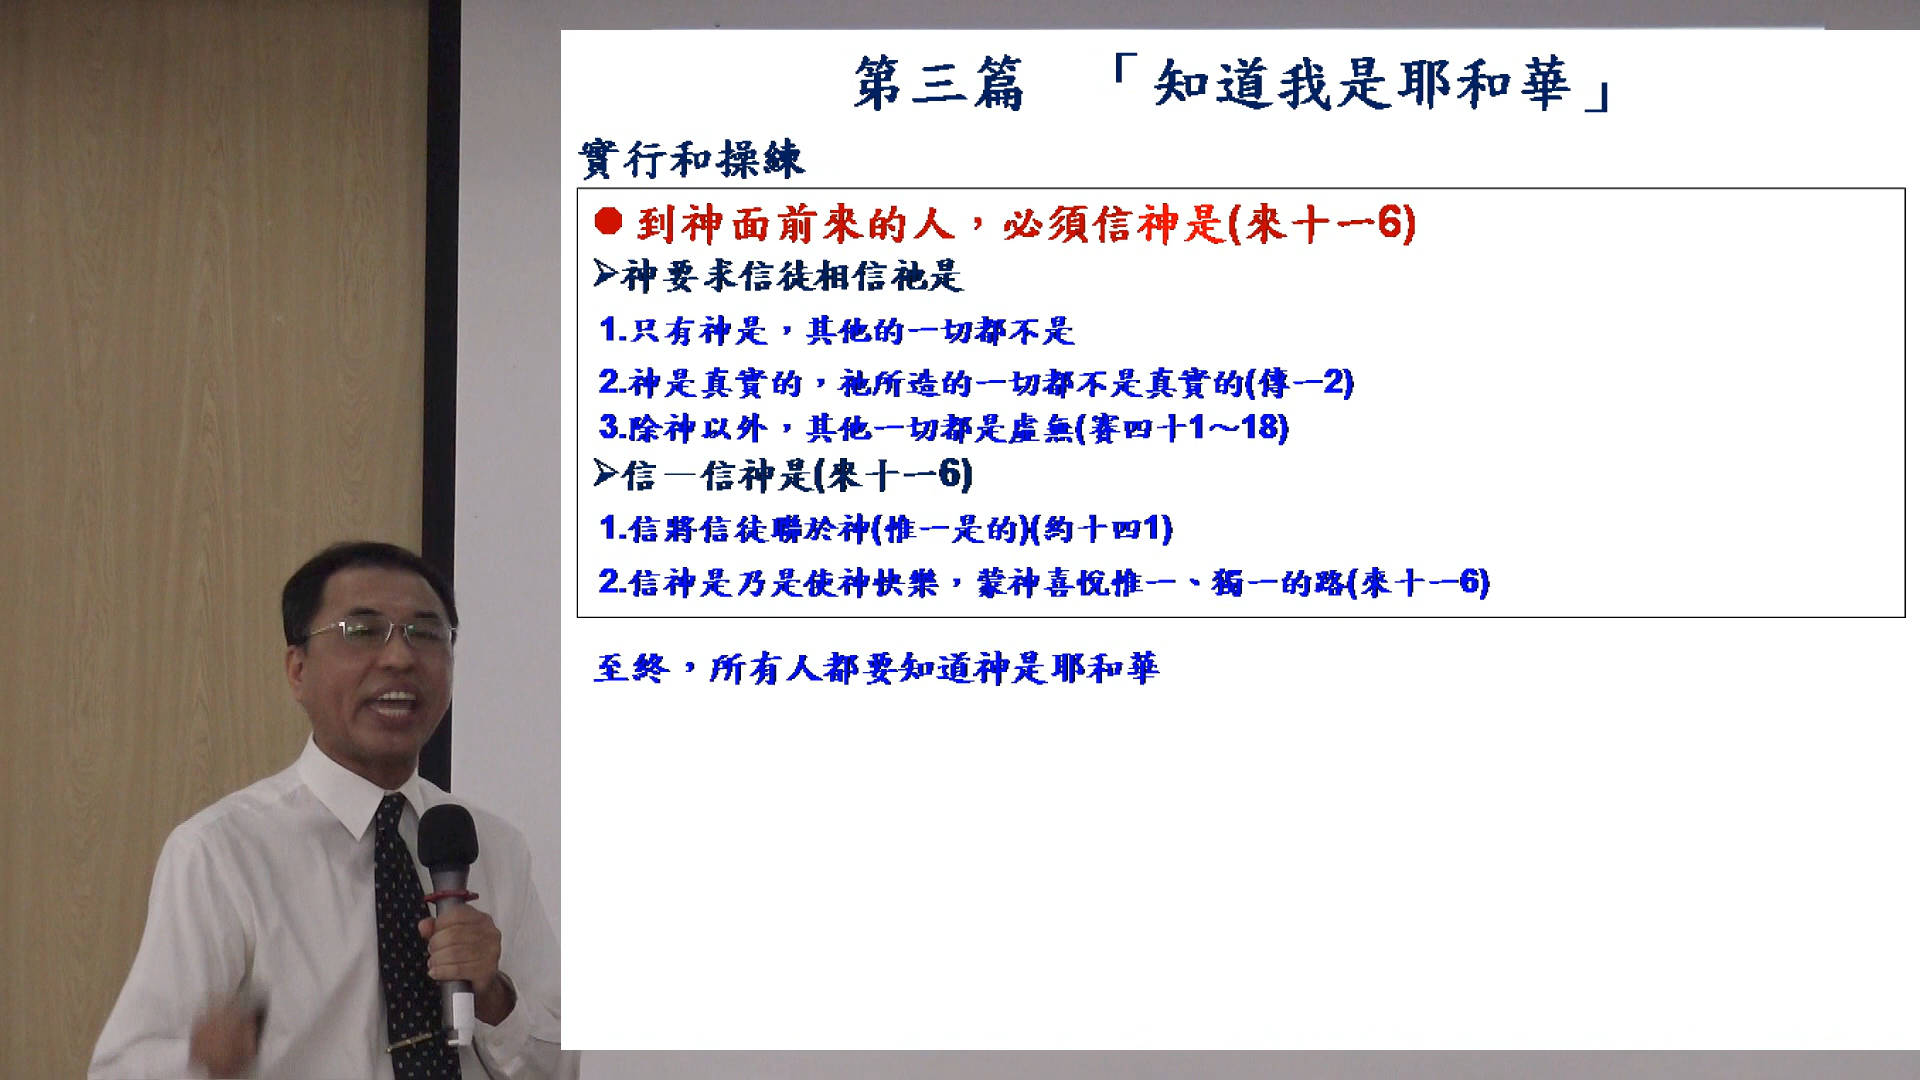 第三篇　「知道我是耶和華」
實行和操練
●到神面前來的人，必須信神是(來十一6)
➢神要求信徒相信祂是
1.只有神是，其他的一切都不是
2.神是真實的，祂所造的一切都不是真實的(傳一2)
3.除神以外，其他一切都是虛無(賽四十1～18)
➢信—信神是(來十一6)
1.信將信徒聯於神(惟一是的)(約十四1)
2.信神是乃是使神快樂，蒙神喜悅惟一、獨一的路(來十一6)
至終，所有人都要知道神是耶和華